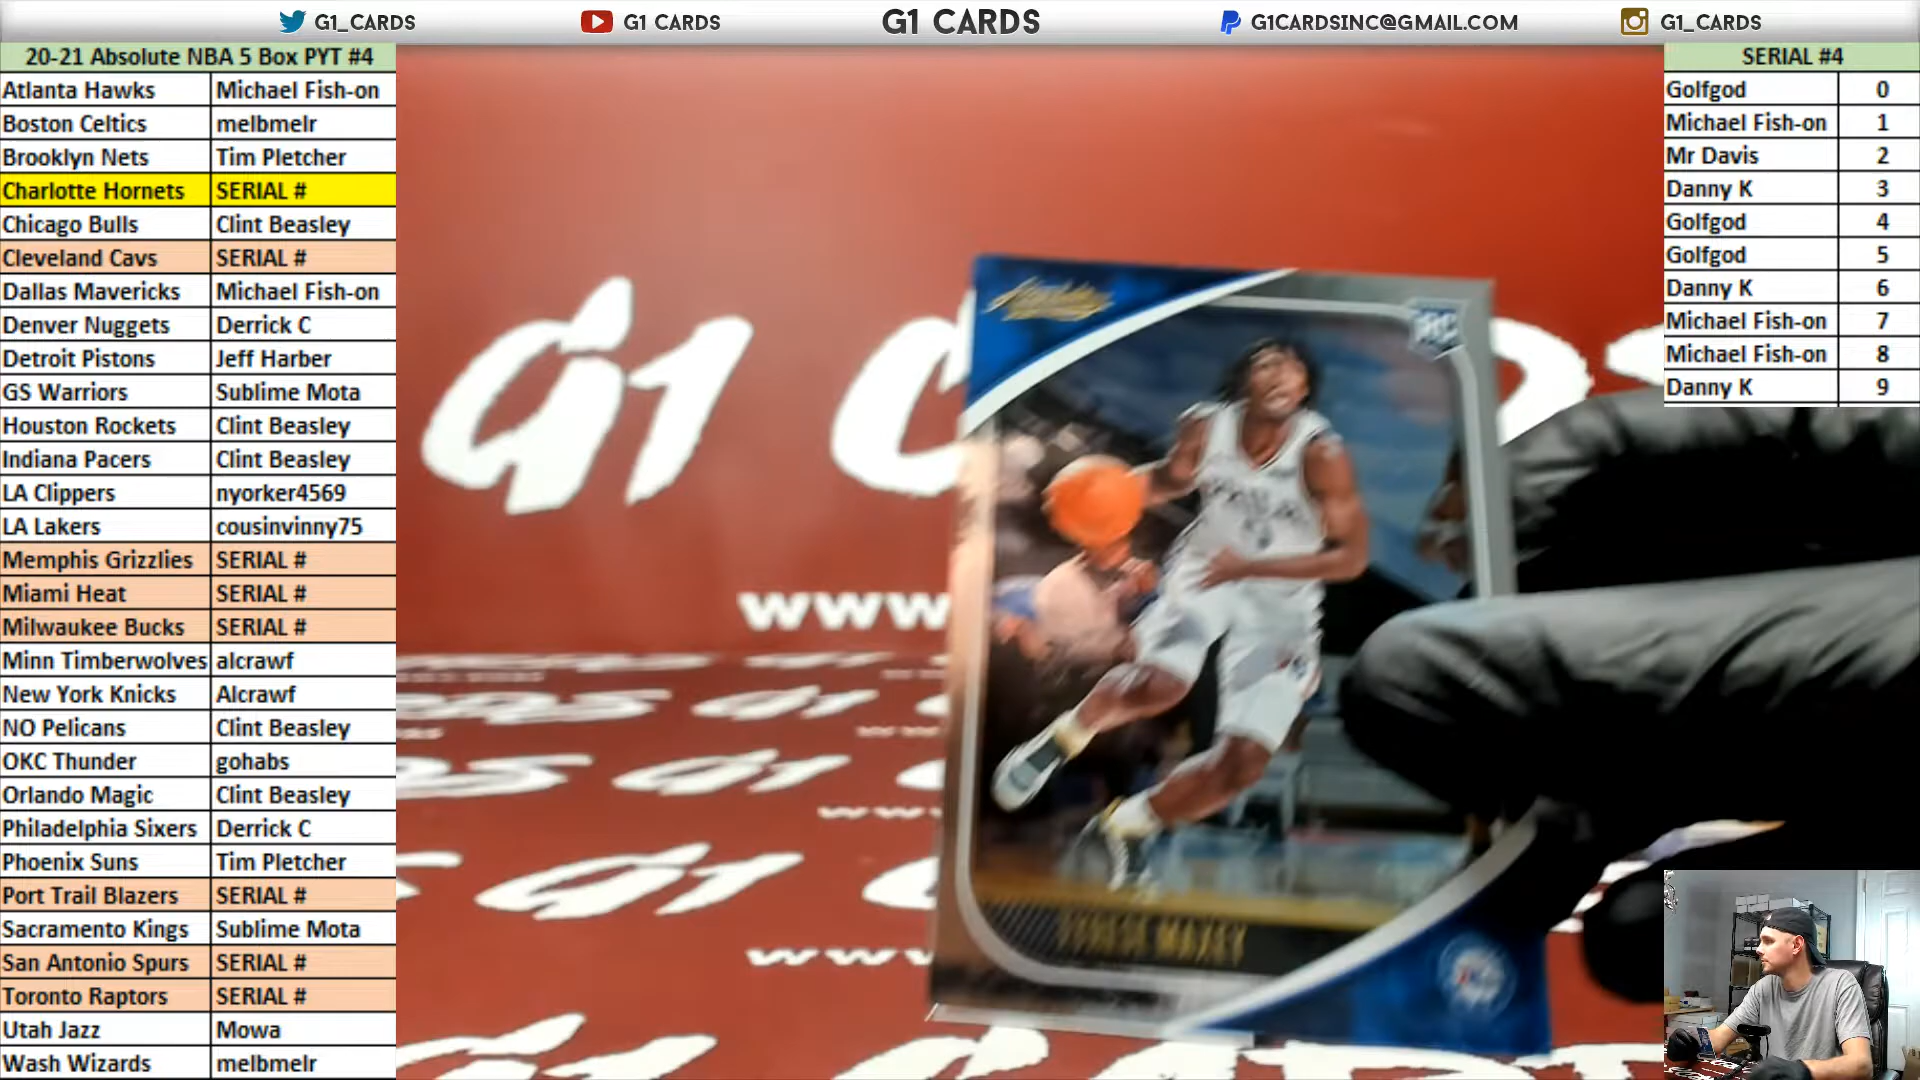 G1_CARDS
G1 CARDS
G1 CARDS
G1CARDSINC@GMAIL.COM
G1_CARDS
20-21 Absolute NBA 5 Box PYT #4
Atlanta Hawks Michael Fish-on
Boston Celtics melbmelr
Brooklyn Nets Tim Pletcher
Charlotte Hornets SERIAL #
Chicago Bulls Clint Beasley
Cleveland Cavs SERIAL #
Dallas Mavericks Michael Fish-on
Denver Nuggets Derrick C
Detroit Pistons Jeff Harber
GS Warriors Sublime Mota
Houston Rockets Clint Beasley
Indiana Pacers Clint Beasley
LA Clippers nyorker4569
LA Lakers cousinvinny75
Memphis Grizzlies SERIAL #
Miami Heat SERIAL #
Milwaukee Bucks SERIAL #
Minn Timberwolves alcrawf
New York Knicks Alcrawf
NO Pelicans Clint Beasley
OKC Thunder gohabs
Orlando Magic Clint Beasley
Philadelphia Sixers Derrick C
Phoenix Suns Tim Pletcher
Port Trail Blazers SERIAL #
Sacramento Kings Sublime Mota
San Antonio Spurs SERIAL #
Toronto Raptors SERIAL #
Utah Jazz Mowa
Wash Wizards melbmelr
SERIAL #4
Golfgod 0
Michael Fish-on 1
Mr Davis 2
Danny K 3
Golfgod 4
Golfgod 5
Danny K 6
Michael Fish-on 7
Michael Fish-on 8
Danny K 9
G1 C
www
RC
MAXEY
G1
www
G1
www